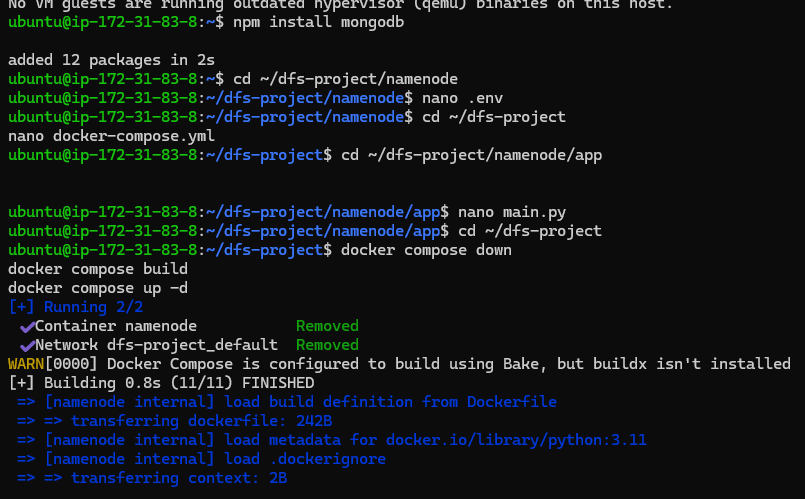 No VM guests are running outdated hypervisor (qemu) binaries on this host.
ubuntu@ip-172-31-83-8:~$ npm install mongodb
added 12 packages in 2s
ubuntu@ip-172-31-83-8:~$ cd ~/dfs-project/namenode
ubuntu@ip-172-31-83-8:~/dfs-project/namenode$ nano .env
ubuntu@ip-172-31-83-8:~/dfs-project/namenode$ cd ~/dfs-project
nano docker-compose.yml
ubuntu@ip-172-31-83-8:~/dfs-project$ cd ~/dfs-project/namenode/app
ubuntu@ip-172-31-83-8:~/dfs-project/namenode/app$ nano main.py
ubuntu@ip-172-31-83-8:~/dfs-project/namenode/app$ cd ~/dfs-project
ubuntu@ip-172-31-83-8:~/dfs-project$ docker compose down
docker compose build
docker compose up -d
[+] Running 2/2
✔Container namenode Removed
✔Network dfs-project_default Removed
WARN[0000] Docker Compose is configured to build using Bake, but buildx isn't installed
[+] Building 0.8s (11/11) FINISHED
=> [namenode internal] load build definition from Dockerfile
=> => transferring dockerfile: 242B
=> [namenode internal] load metadata for docker.io/library/python:3.11
=> [namenode internal] load .dockerignore
=> => transferring context: 2B